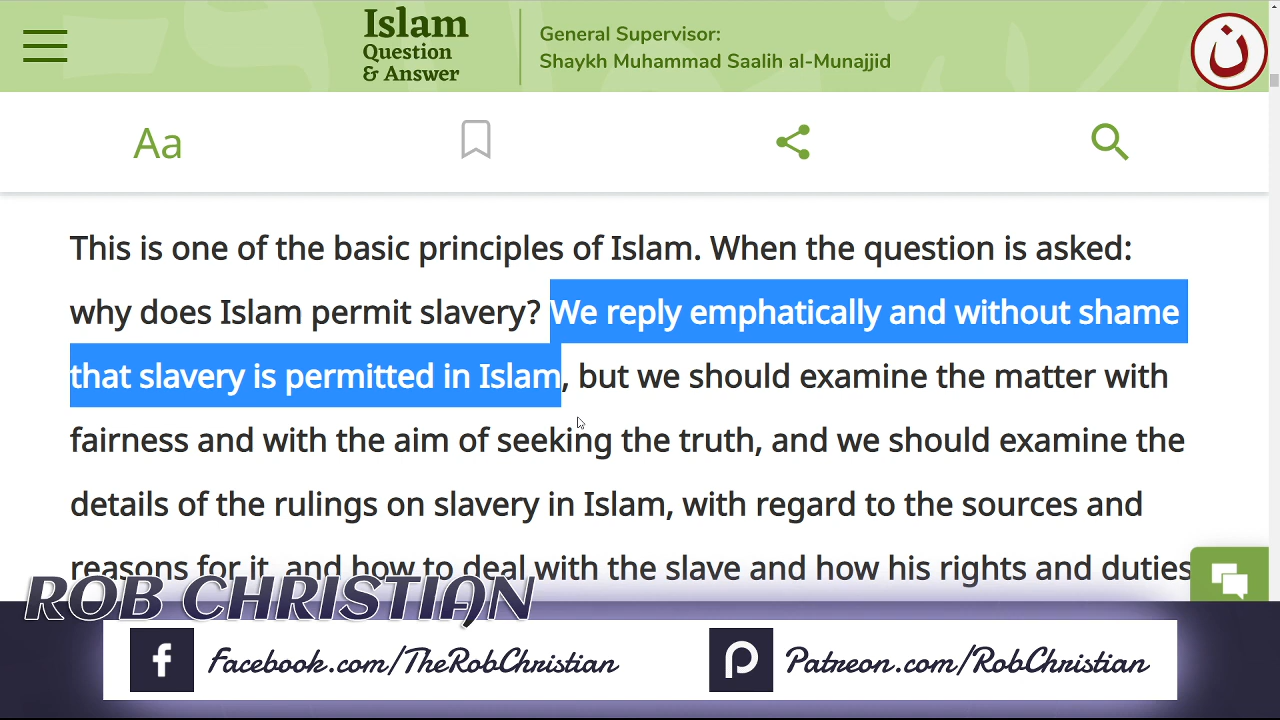 Islam
Question
& Answer
General Supervisor:
Shaykh Muhammad Saalih al-Munajjid
ن
Aa
This is one of the basic principles of Islam. When the question is asked:
why does Islam permit slavery? We reply emphatically and without shame
that slavery is permitted in Islam, but we should examine the matter with
fairness and with the aim of seeking the truth, and we should examine the
details of the rulings on slavery in Islam, with regard to the sources and
reasons for it, and how to deal with the slave and how his rights and duties
ROB CHRISTIAN
Facebook.com/TheRobChristian
Patreon.com/RobChristian